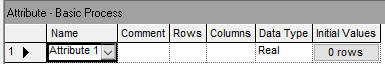 Attribute - Basic Process
Name Comment Rows Columns Data Type Initial Values
1 Attribute 1 Real 0 rows